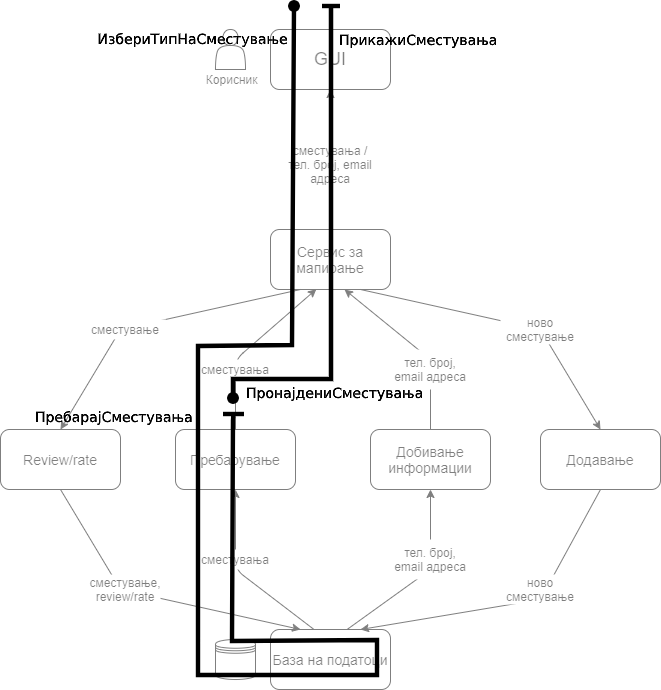 ИзбериТипНаСместување
ПрикажиСместувања
GUI
Корисник
сместувања /
тел. број, email
адреса
Сервис за
мапирање
сместување
ново
сместување
сместувања
тел. број,
email адреса
ПронајдениСместувања
ПребарајСместувања
Review/rate
Пребарување
Добивање
информации
Додавање
сместувања
тел. број,
email адреса
сместување,
review/rate
ново
сместување
База на податоци